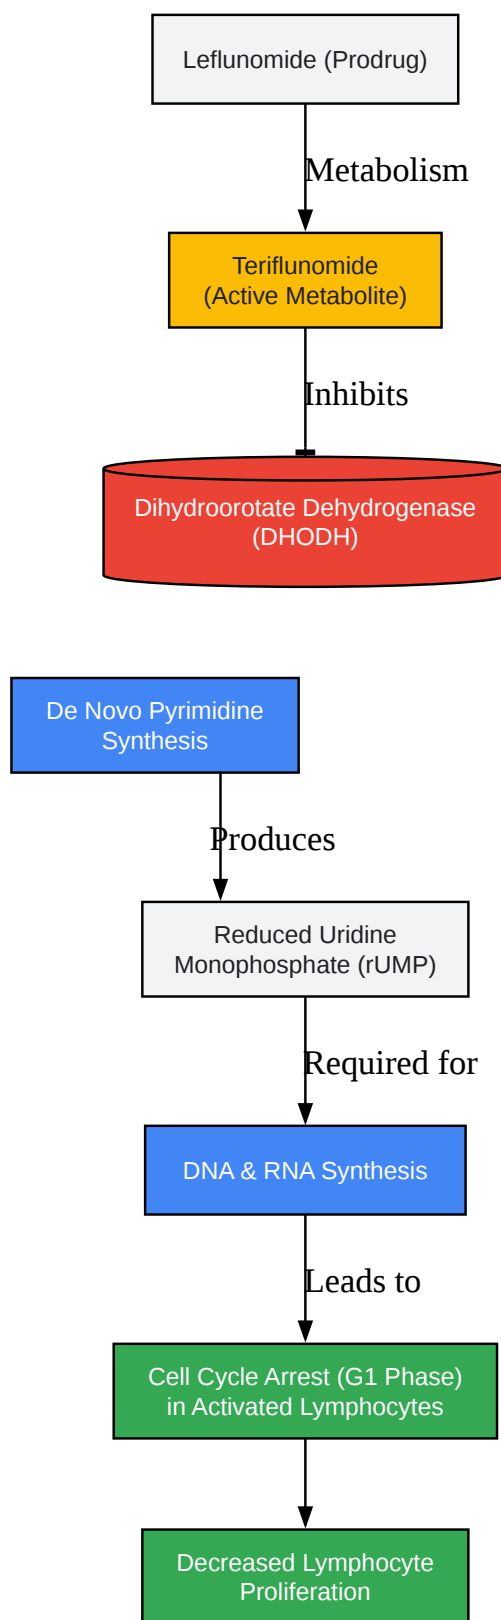 Leflunomide (Prodrug)
Metabolism
Teriflunomide
(Active Metabolite)
Inhibits
Dihydroorotate Dehydrogenase
(DHODH)
De Novo Pyrimidine
Synthesis
Produces
Reduced Uridine
Monophosphate (rUMP)
Required for
DNA & RNA Synthesis
Leads to
Cell Cycle Arrest (G1 Phase)
in Activated Lymphocytes
Decreased Lymphocyte
Proliferation